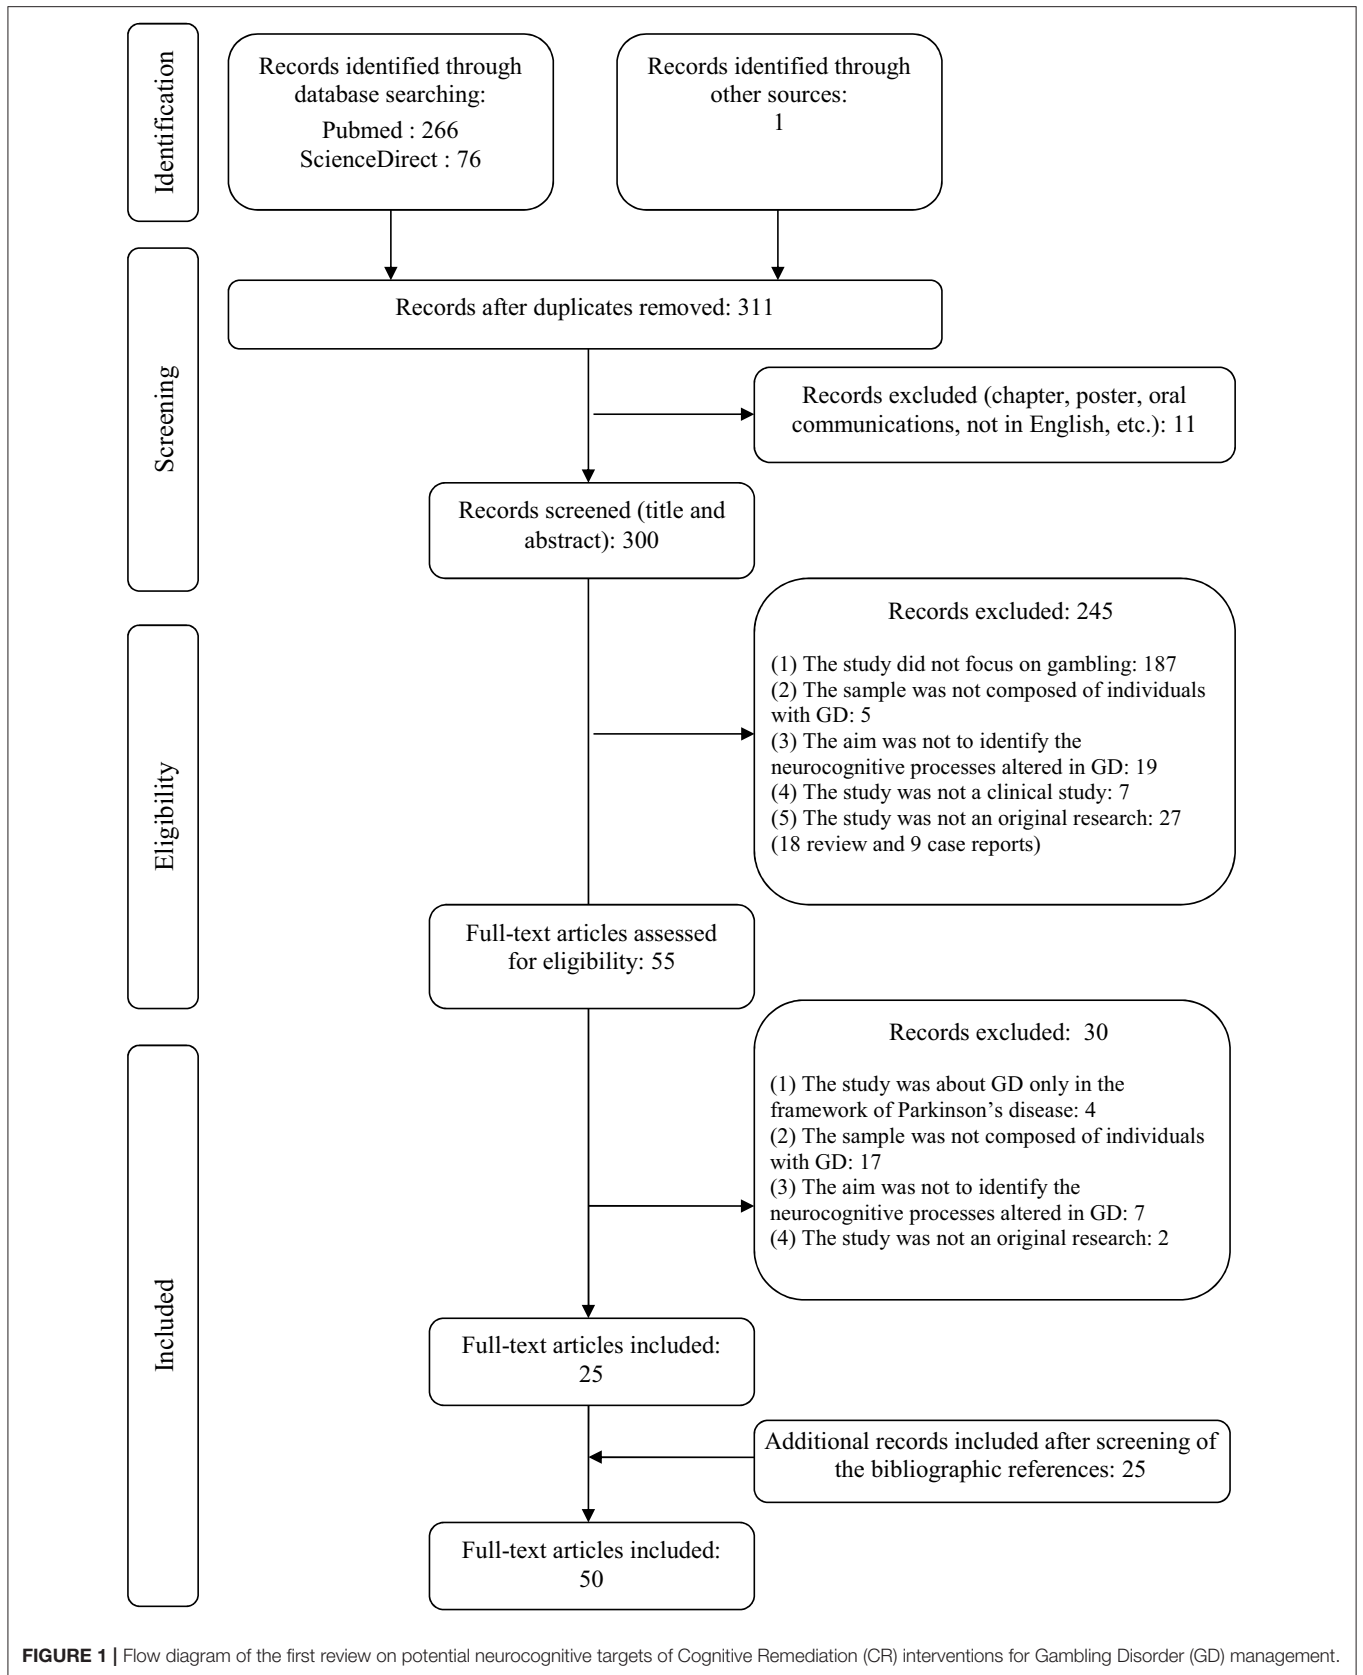 Identification
Records identified through
database searching:
Pubmed : 266
ScienceDirect : 76
Records identified through
other sources:
1
Screening
Records after duplicates removed: 311
Records excluded (chapter, poster, oral
communications, not in English, etc.): 11
Records screened (title and
abstract): 300
Eligibility
Records excluded: 245
(1) The study did not focus on gambling: 187
(2) The sample was not composed of individuals
with GD: 5
(3) The aim was not to identify the
neurocognitive processes altered in GD: 19
(4) The study was not a clinical study: 7
(5) The study was not an original research: 27
(18 review and 9 case reports)
Full-text articles assessed
for eligibility: 55
Included
Records excluded:  30
(1) The study was about GD only in the
framework of Parkinson's disease: 4
(2) The sample was not composed of individuals
with GD: 17
(3) The aim was not to identify the
neurocognitive processes altered in GD: 7
(4) The study was not an original research: 2
Full-text articles included:
25
Additional records included after screening of
the bibliographic references: 25
Full-text articles included:
50
FIGURE 1 | Flow diagram of the first review on potential neurocognitive targets of Cognitive Remediation (CR) interventions for Gambling Disorder (GD) management.